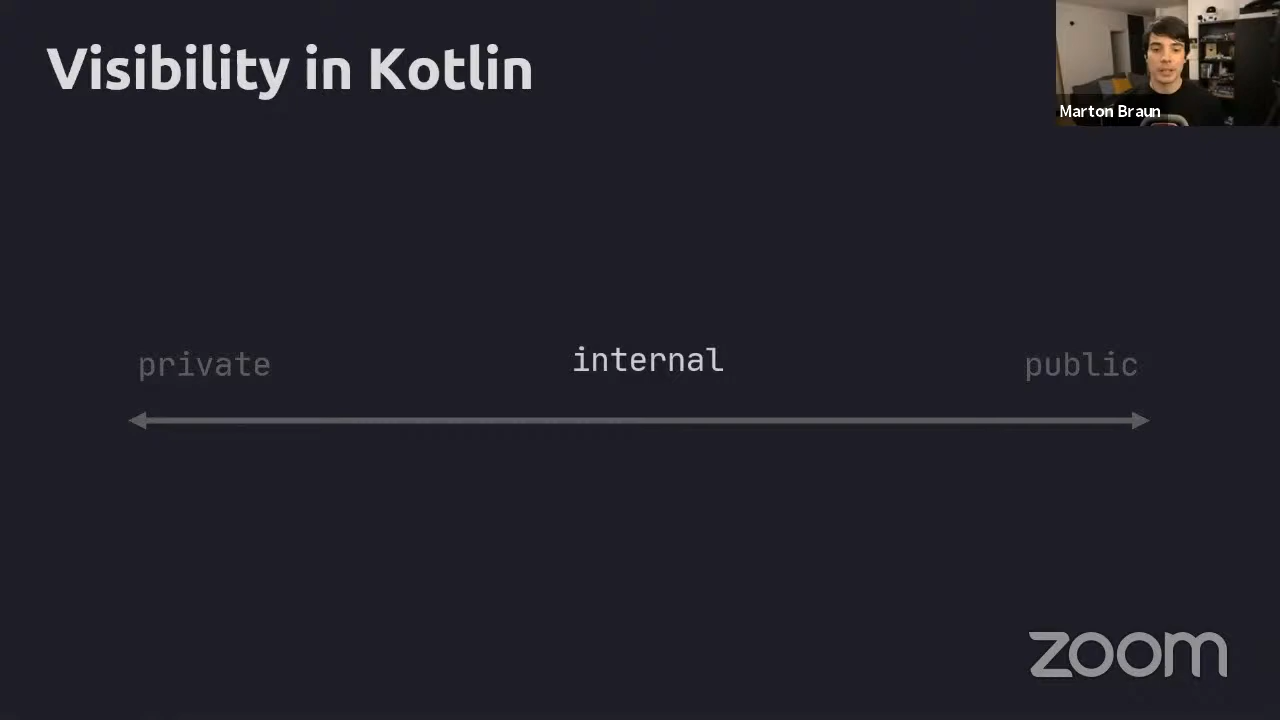 Visibility in Kotlin
Marton Braun
private
internal
public
zoom